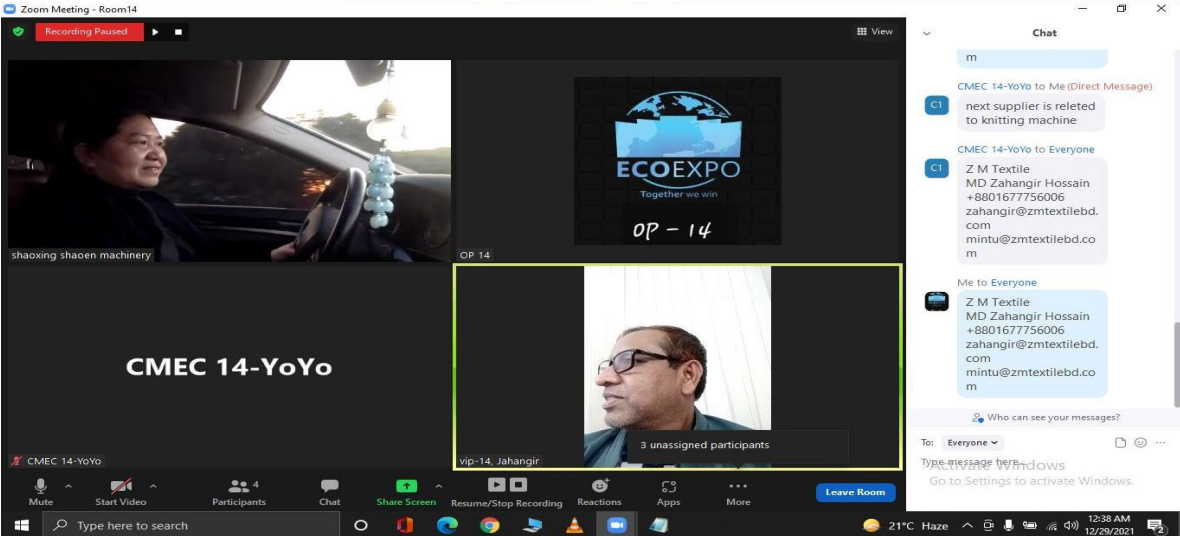 Zoom Meeting - Room14
Recording Paused
View
shaoxing shaoen machinery
ECOEXPO
Together we win
OP - 14
OP 14
CMEC 14-YoYo
CMEC 14-YoYo
3 unassigned participants
vip-14, Jahangir
Mute
Start Video
4
Participants
Chat
Share Screen
Resume/Stop Recording
Reactions
Apps
More
Leave Room
Chat
m
CMEC 14-YoYo to Me (Direct Message)
C1
next supplier is releted
to knitting machine
CMEC 14-YoYo to Everyone
C1
Z M Textile
MD Zahangir Hossain
+8801677756006
zahangir@zmtextilebd.
com
mintu@zmtextilebd.co
m
Me to Everyone
Z M Textile
MD Zahangir Hossain
+8801677756006
zahangir@zmtextilebd.
com
mintu@zmtextilebd.co
m
Who can see your messages?
To: Everyone
Type message here...
Activate Windows
Go to Settings to activate Windows.
Type here to search
21°C Haze
12:38 AM
12/29/2021
2